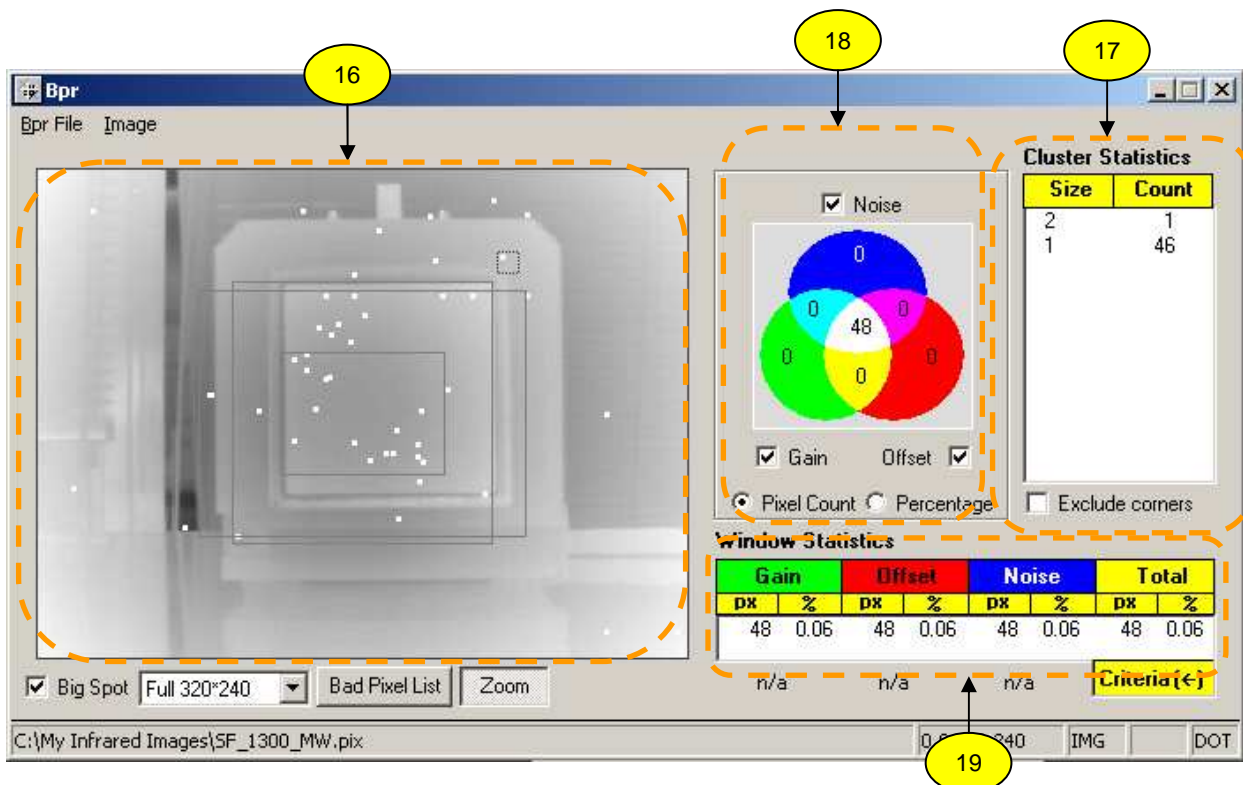 18
17
16
Bpr
Bpr File Image
Cluster Statistics
Size Count
2 1
1 46
Noise
0
0 0
48
0 0
0
Gain Offset
Pixel Count Percentage
Exclude corners
Window Statistics
Gain Offset Noise Total
px % px % px % px %
48 0.06 48 0.06 48 0.06 48 0.06
n/a n/a n/a Criteria (←)
Big Spot Full 320*240 Bad Pixel List Zoom
C:\My Infrared Images\SF_1300_MW.pix 240 IMG DOT
19